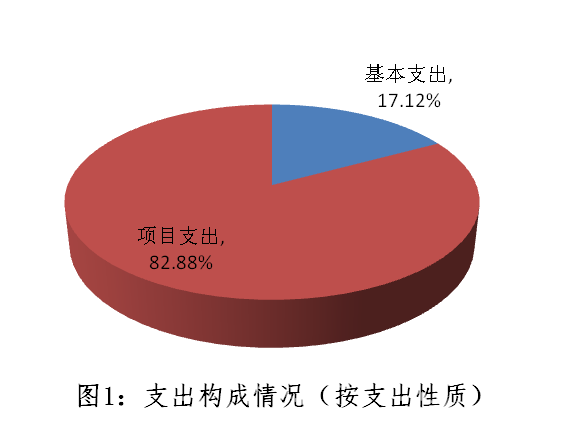 基本支出,
17.12%
项目支出,
82.88%
图1：支出构成情况（按支出性质）